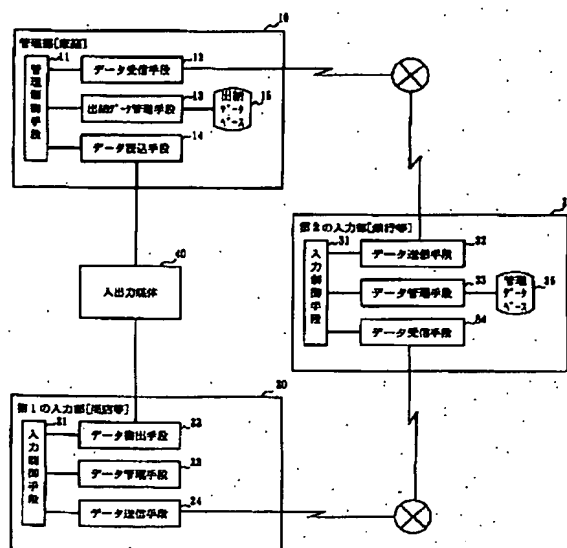 10
管理部[家庭]
11
管理制御手段
12
データ受信手段
13
出納データ管理手段
15
出納データベース
14
データ読込手段
40
入出力媒体
第2の入力部[銀行等]
31
入力制御手段
32
データ送信手段
33
データ管理手段
35
管理データベース
34
データ受信手段
20
第1の入力部[商店等]
21
入力制御手段
22
データ抽出手段
23
データ管理手段
24
データ送信手段